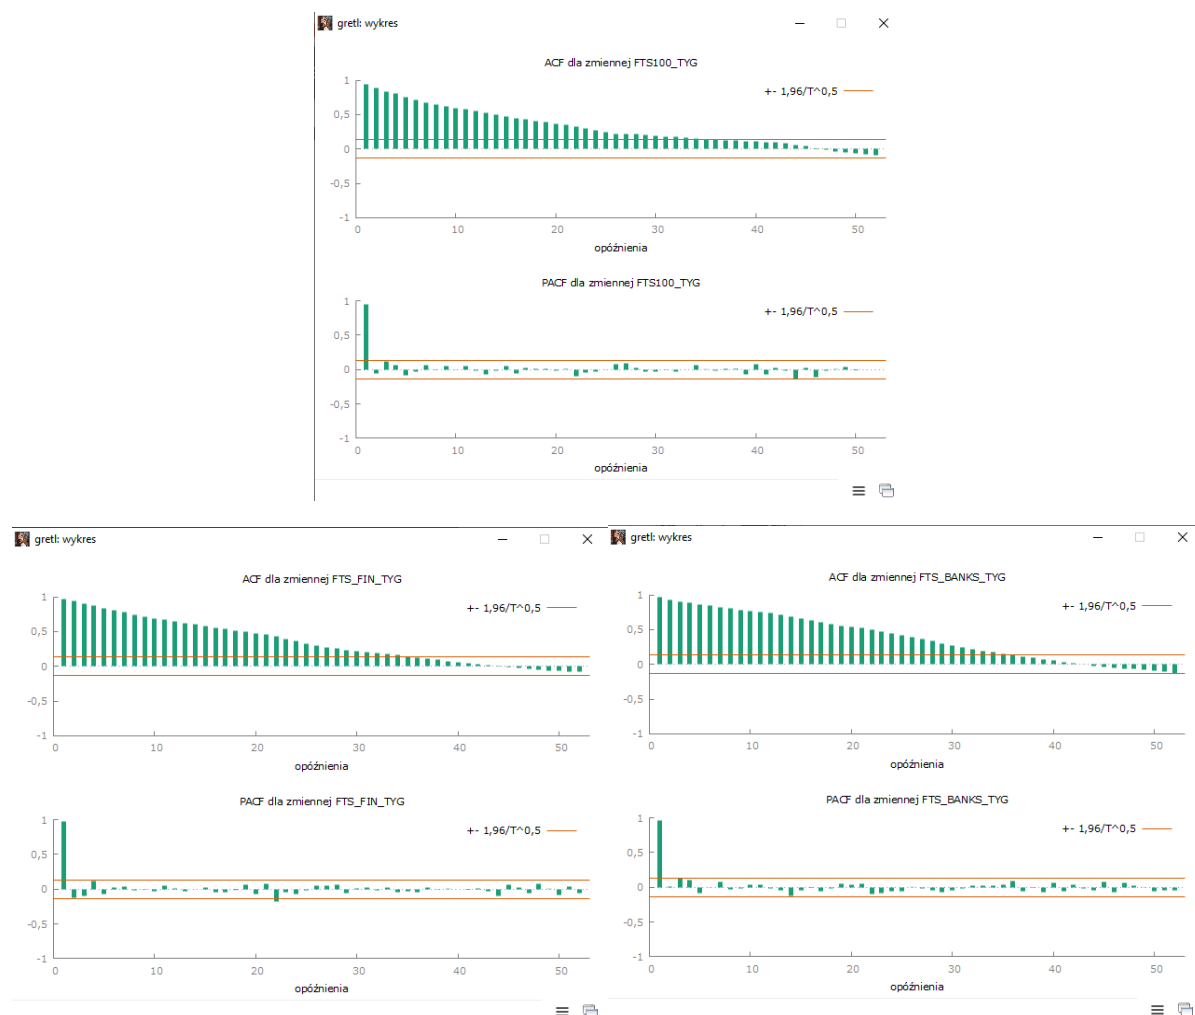 gretl: wykres
ACF dla zmiennej FTS100_TYG
+- 1,96/T^0,5
1
0,5
0
-0,5
-1
0 10 20 30 40 50
opóźnienia
PACF dla zmiennej FTS100_TYG
+- 1,96/T^0,5
1
0,5
0
-0,5
-1
0 10 20 30 40 50
opóźnienia
gretl: wykres
ACF dla zmiennej FTS_FIN_TYG
+- 1,96/T^0,5
1
0,5
0
-0,5
-1
0 10 20 30 40 50
opóźnienia
PACF dla zmiennej FTS_FIN_TYG
+- 1,96/T^0,5
1
0,5
0
-0,5
-1
0 10 20 30 40 50
opóźnienia
gretl: wykres
ACF dla zmiennej FTS_BANKS_TYG
+- 1,96/T^0,5
1
0,5
0
-0,5
-1
0 10 20 30 40 50
opóźnienia
PACF dla zmiennej FTS_BANKS_TYG
+- 1,96/T^0,5
1
0,5
0
-0,5
-1
0 10 20 30 40 50
opóźnienia